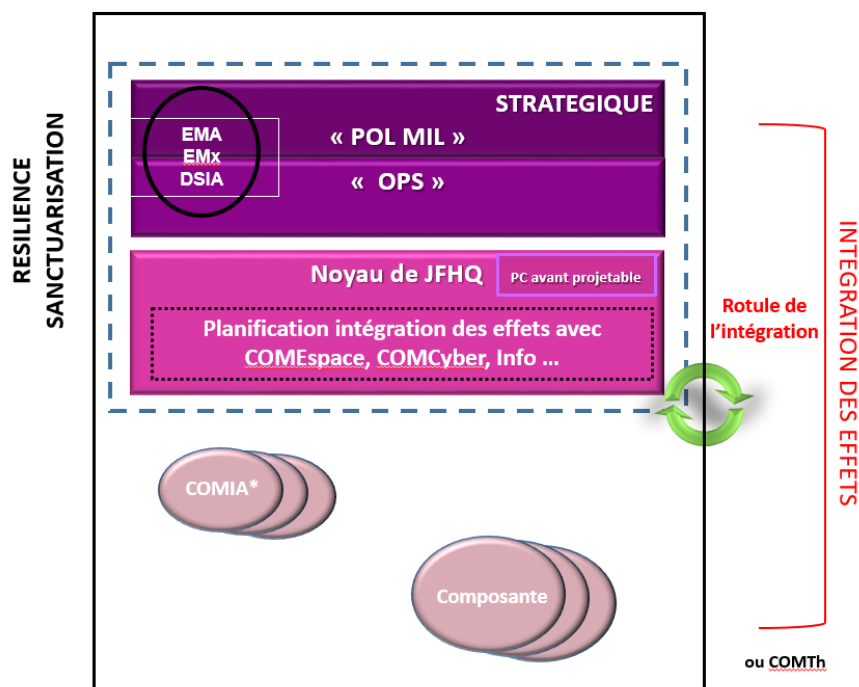 RESILIENCE
SANCTUARISATION
STRATEGIQUE
EMA
EMx
DSIA
« POL MIL »
«  OPS »
Noyau de JFHQ
PC avant projetable
Planification intégration des effets avec
COMEspace, COMCyber, Info ...
Rotule de
l’intégration
INTEGRATION DES EFFETS
COMIA*
Composante
ou COMTh